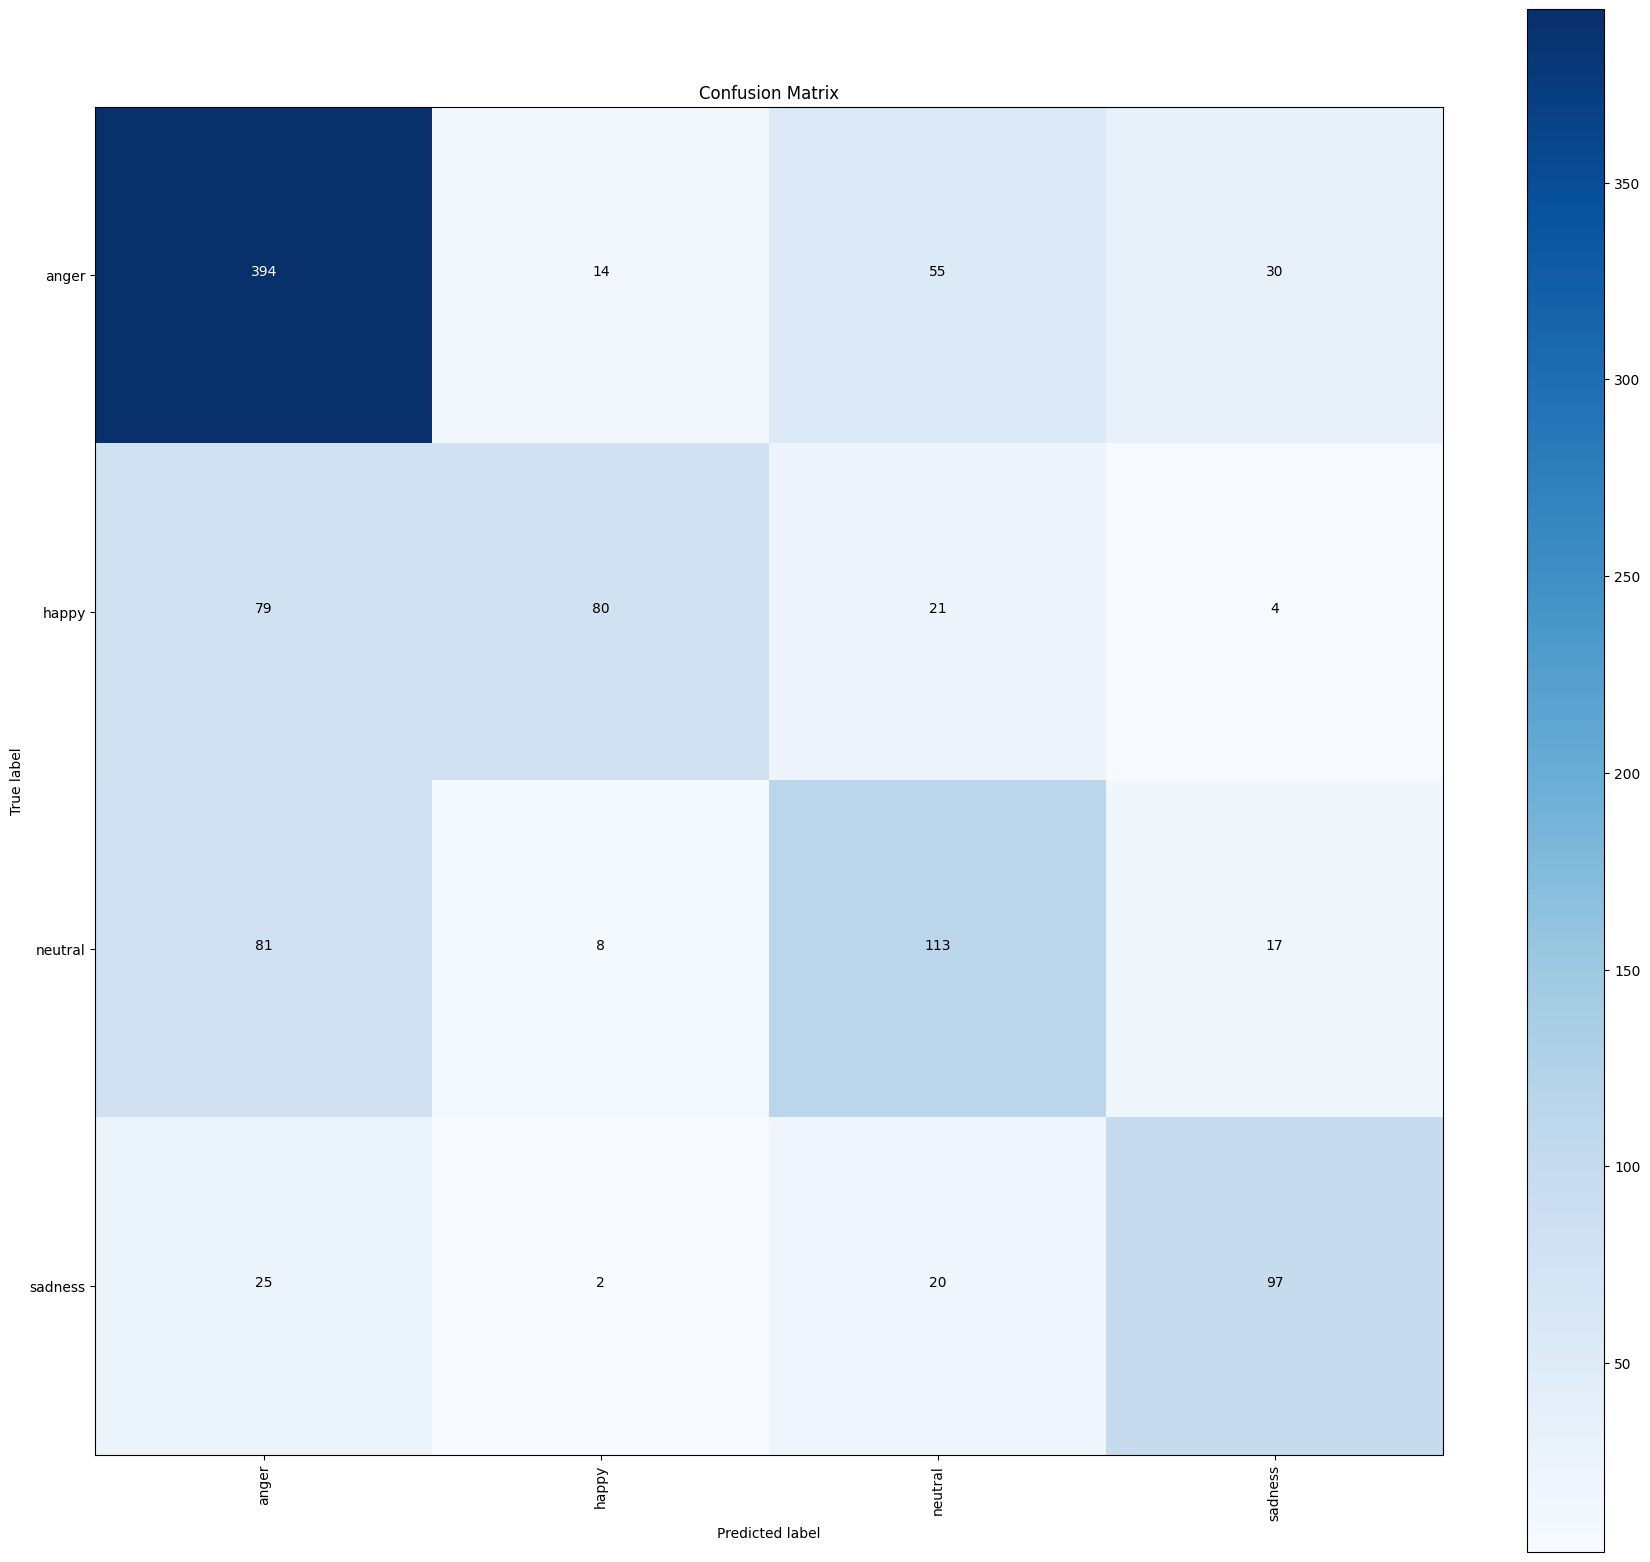 Confusion Matrix
anger
394
14
55
30
happy
79
80
21
4
neutral
81
8
113
17
sadness
25
2
20
97
True label
anger
happy
neutral
sadness
Predicted label
350
300
250
200
150
100
50